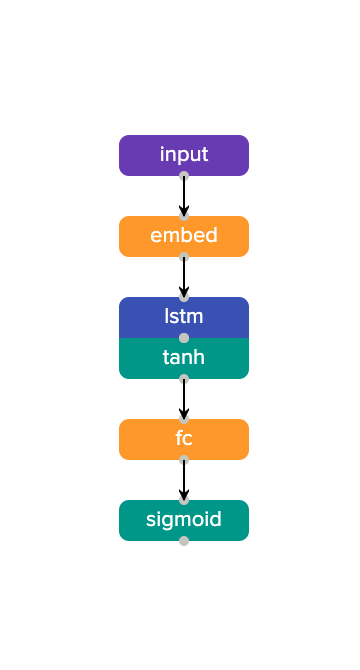 input
embed
lstm
tanh
fc
sigmoid